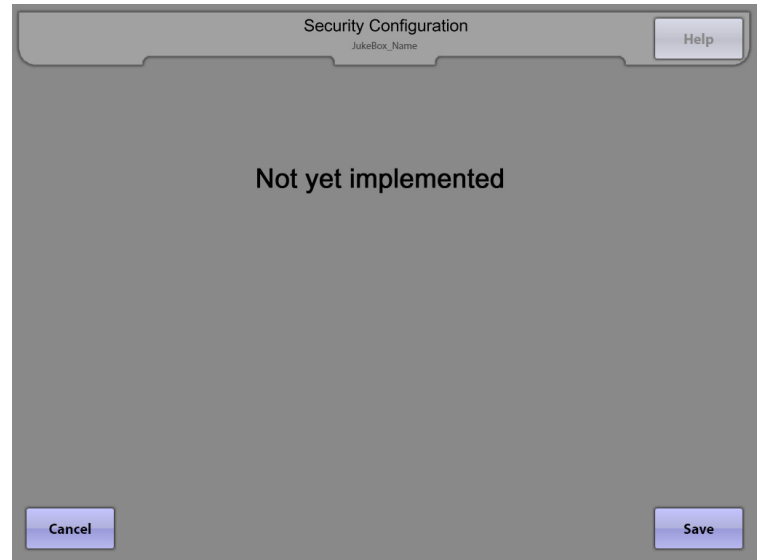 Security Configuration
JukeBox_Name
Help
Not yet implemented
Cancel
Save